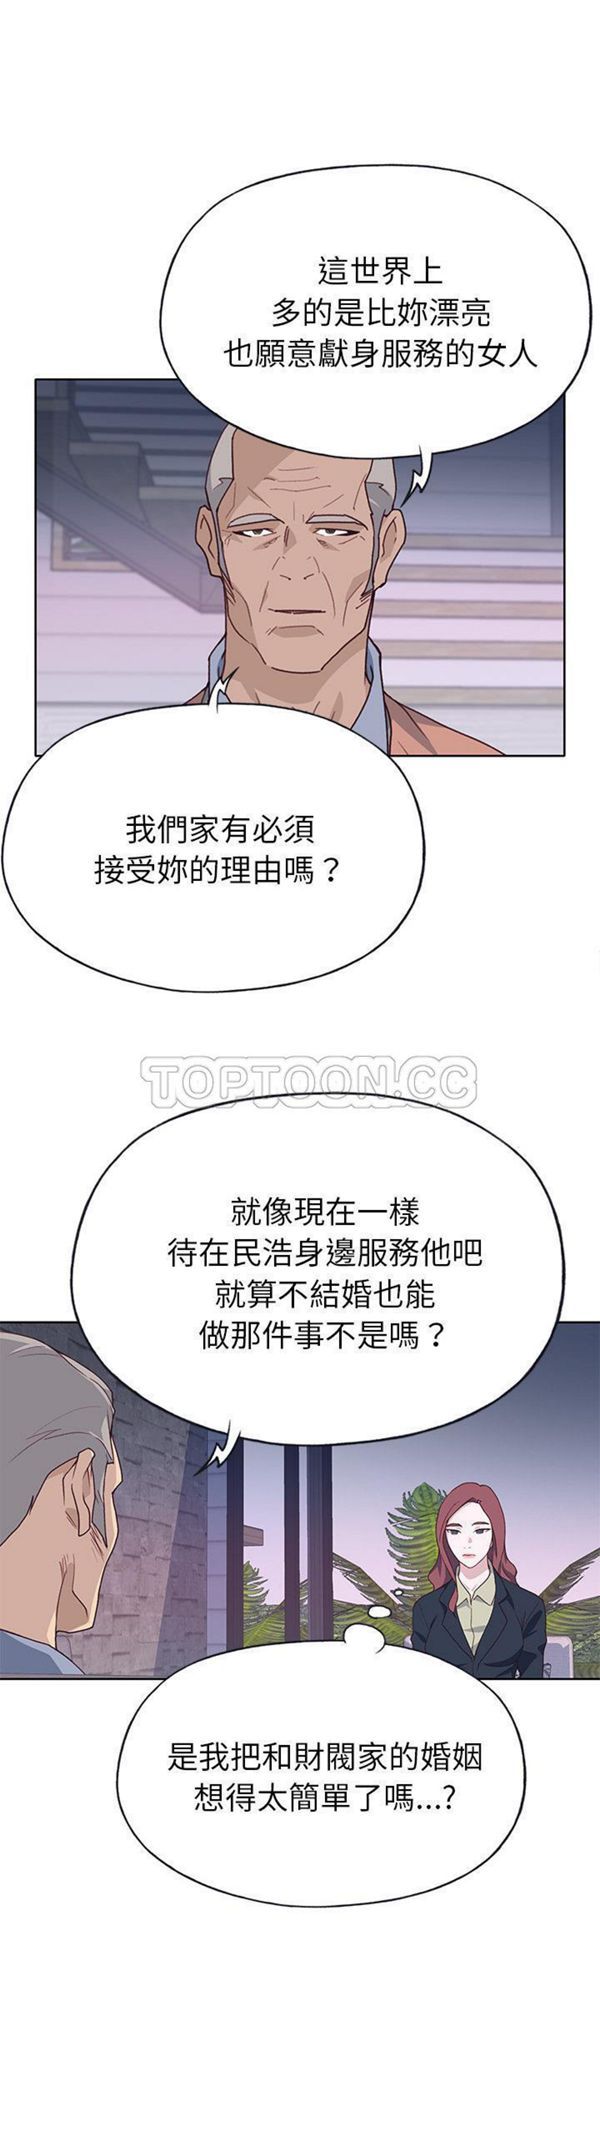 這世界上
多的是比妳漂亮
也願意獻身服務的女人
我們家有必須
接受妳的理由嗎？
TOPTOON.CC
就像現在一樣
待在民浩身邊服務他吧
就算不結婚也能
做那件事不是嗎？
是我把和財閥家的婚姻
想得太簡單了嗎...?